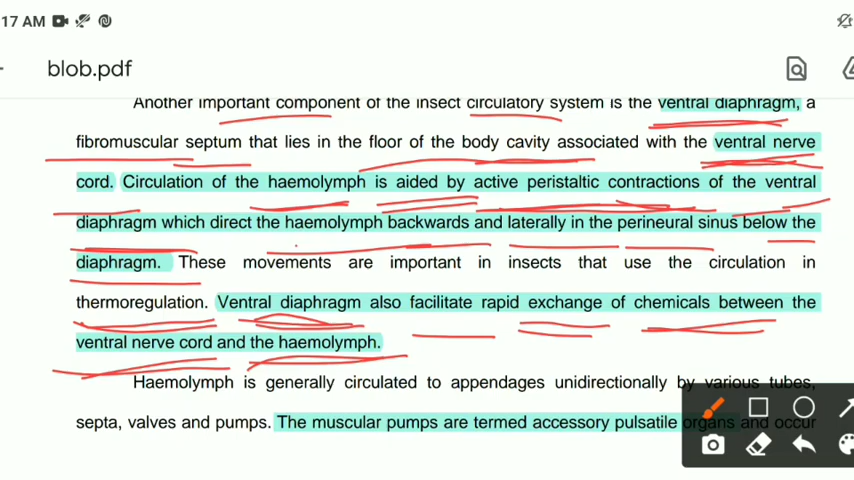 17 AM
blob.pdf
Another important component of the insect circulatory system is the ventral diaphragm, a
fibromuscular septum that lies in the floor of the body cavity associated with the ventral nerve
cord. Circulation of the haemolymph is aided by active peristaltic contractions of the ventral
diaphragm which direct the haemolymph backwards and laterally in the perineural sinus below the
diaphragm. These movements are important in insects that use the circulation in
thermoregulation. Ventral diaphragm also facilitate rapid exchange of chemicals between the
ventral nerve cord and the haemolymph.
Haemolymph is generally circulated to appendages unidirectionally by various tubes,
septa, valves and pumps. The muscular pumps are termed accessory pulsatile organs and occur